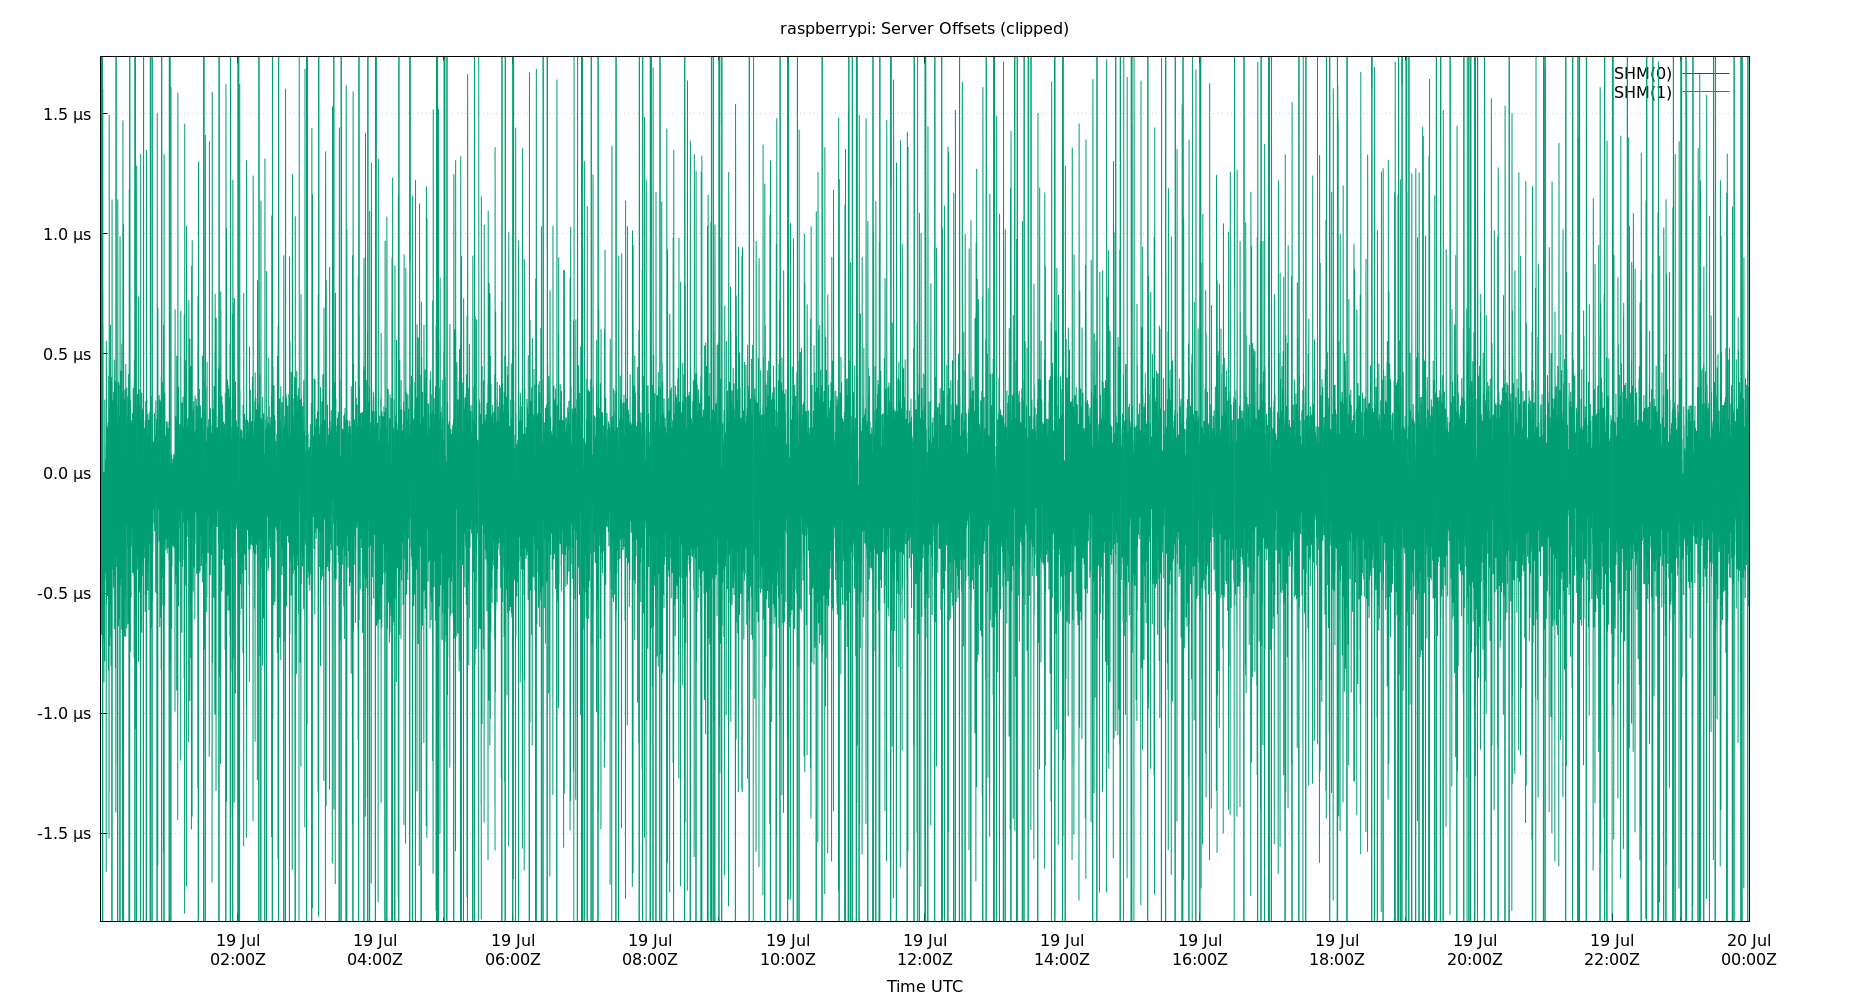 raspberrypi: Server Offsets (clipped)
SHM(0)
SHM(1)
1.5 µs
1.0 µs
0.5 µs
0.0 µs
-0.5 µs
-1.0 µs
-1.5 µs
19 Jul 19 Jul 19 Jul 19 Jul 19 Jul 19 Jul 19 Jul 19 Jul 19 Jul 19 Jul 19 Jul 20 Jul
02:00Z 04:00Z 06:00Z 08:00Z 10:00Z 12:00Z 14:00Z 16:00Z 18:00Z 20:00Z 22:00Z 00:00Z
Time UTC